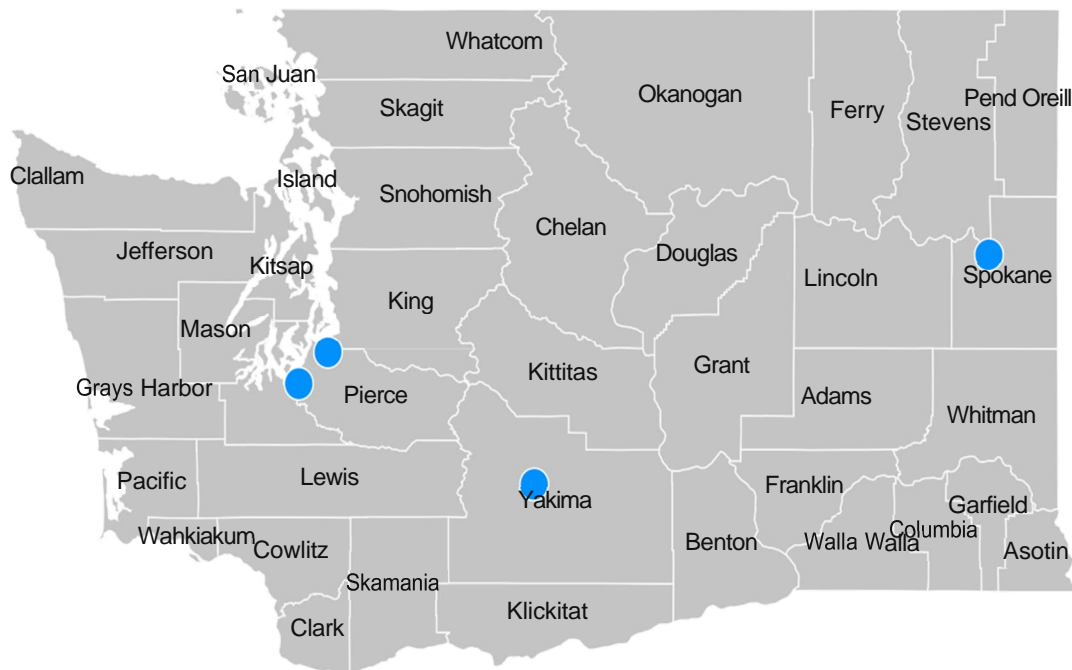 Whatcom
San Juan
Okanogan
Pend Oreill
Skagit
Ferry
Stevens
Clallam
Island
Snohomish
Chelan
Jefferson
Douglas
Kitsap
Lincoln
Spokane
King
Mason
Grant
Kittitas
Grays Harbor
Pierce
Adams
Whitman
Lewis
Pacific
Franklin
Yakima
Garfield
Columbia
Wahkiakum
Benton
Walla Walla
Cowlitz
Asotin
Skamania
Klickitat
Clark